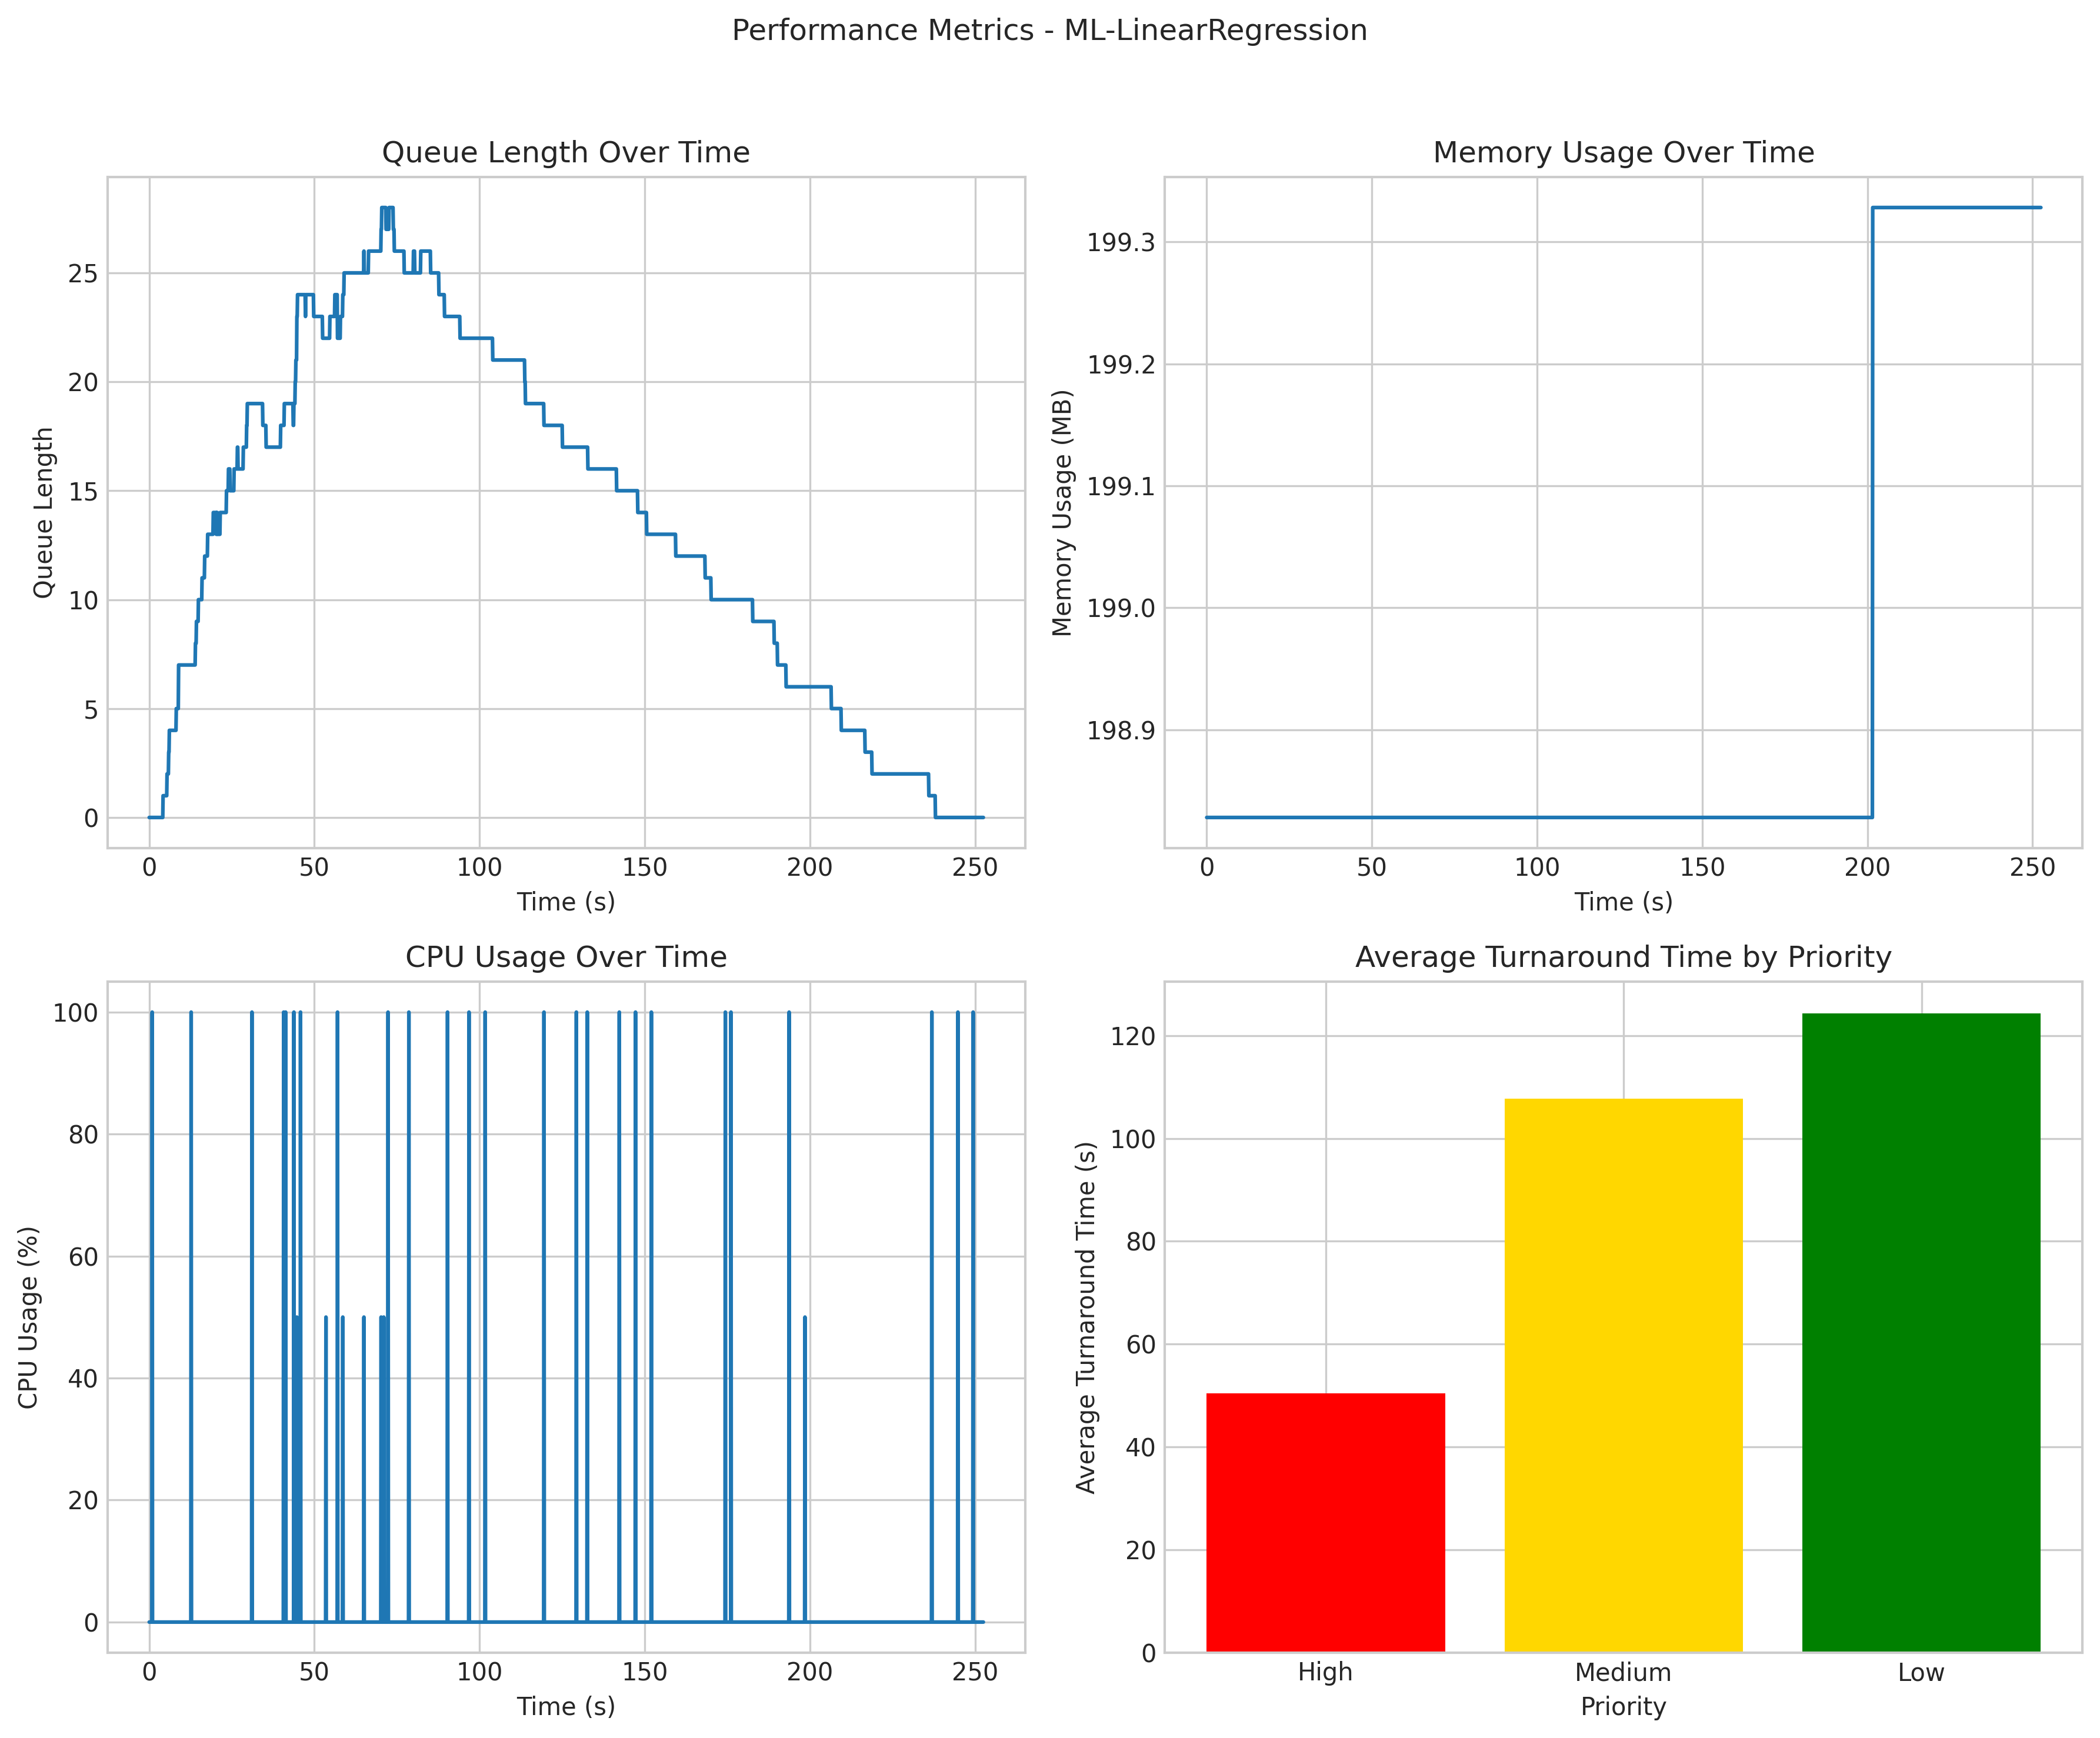 Performance Metrics - ML-LinearRegression
Queue Length Over Time
Queue Length
25
20
15
10
5
0
0 50 100 150 200 250
Time (s)
Memory Usage Over Time
Memory Usage (MB)
199.3
199.2
199.1
199.0
198.9
0 50 100 150 200 250
Time (s)
CPU Usage Over Time
CPU Usage (%)
100
80
60
40
20
0
0 50 100 150 200 250
Time (s)
Average Turnaround Time by Priority
Average Turnaround Time (s)
120
100
80
60
40
20
0
High Medium Low
Priority